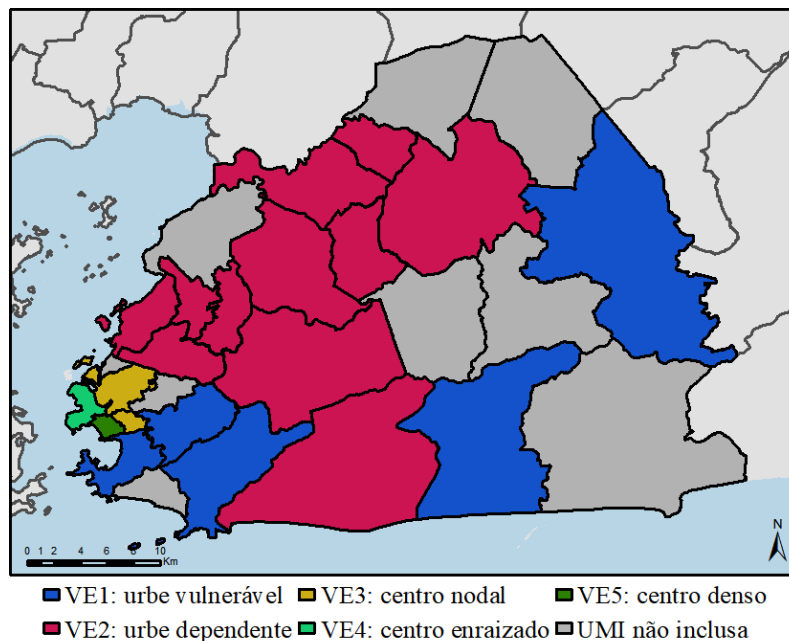 N
0 1 2 4 6 8 10
Km
VE1: urbe vulnerável VE3: centro nodal VE5: centro denso
VE2: urbe dependente VE4: centro enraizado UMI não inclusa